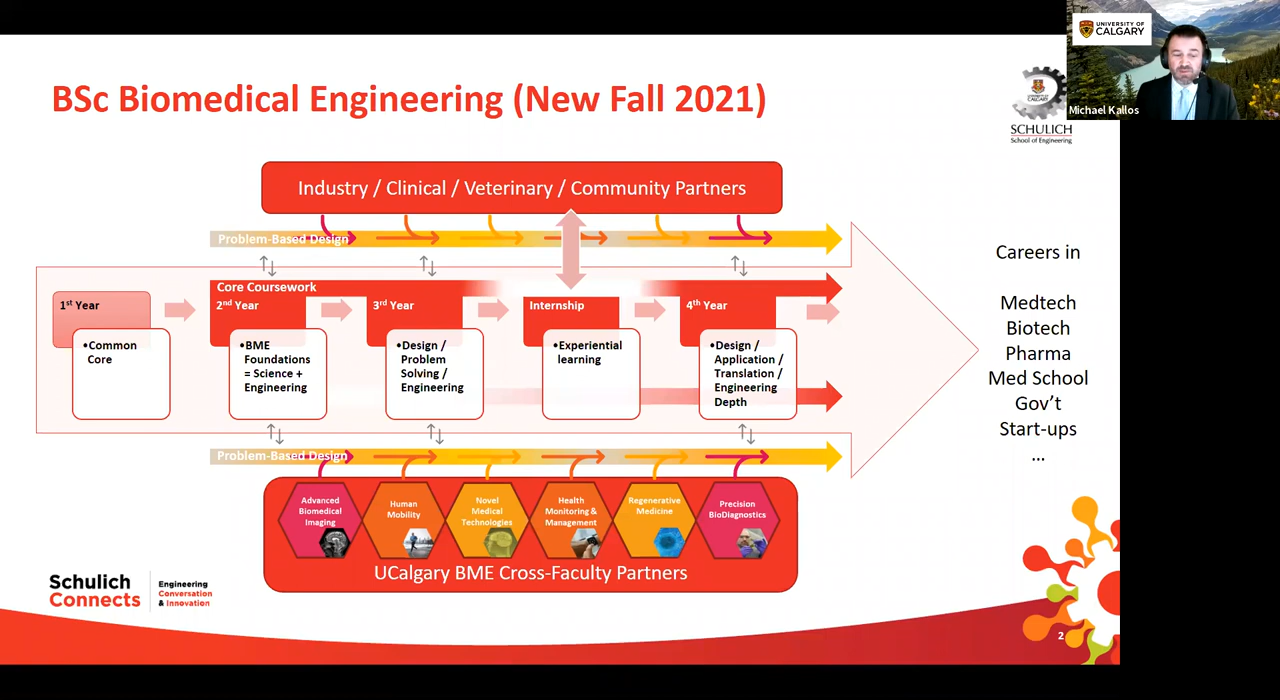 UNIVERSITY OF
CALGARY
Michael Kallos
BSc Biomedical Engineering (New Fall 2021)
SCHULICH
School of Engineering
Industry / Clinical / Veterinary / Community Partners
Problem-Based Design
Core Coursework
1st Year
2nd Year
3rd Year
Internship
4th Year
•Common
Core
•BME
Foundations
= Science +
Engineering
•Design /
Problem
Solving /
Engineering
•Experiential
learning
•Design /
Application /
Translation /
Engineering
Depth
Problem-Based Design
Advanced
Biomedical
Imaging
Human
Mobility
Novel
Medical
Technologies
Health
Monitoring &
Management
Regenerative
Medicine
Precision
BioDiagnostics
UCalgary BME Cross-Faculty Partners
Careers in
Medtech
Biotech
Pharma
Med School
Gov't
Start-ups
...
Schulich
Connects
Engineering
Conversation
& Innovation
2